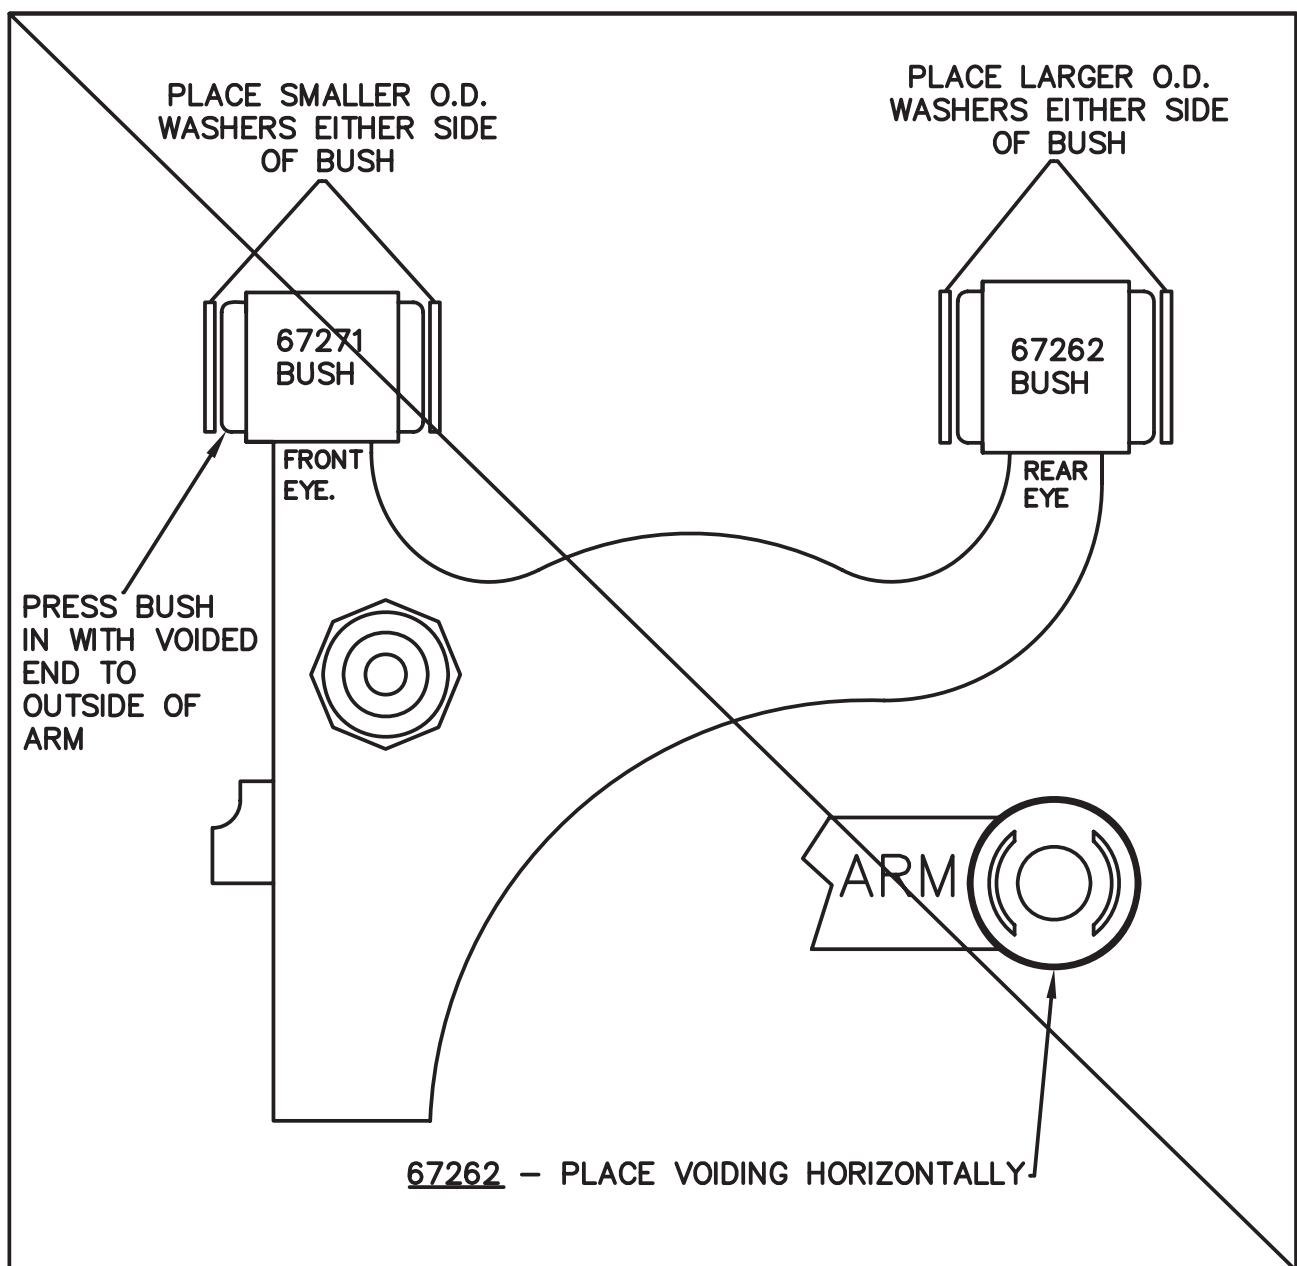 PLACE SMALLER O.D.
WASHERS EITHER SIDE
OF BUSH
PLACE LARGER O.D.
WASHERS EITHER SIDE
OF BUSH
67271
BUSH
67262
BUSH
FRONT
EYE.
REAR
EYE
PRESS BUSH
IN WITH VOIDED
END TO
OUTSIDE OF
ARM
ARM
67262 – PLACE VOIDING HORIZONTALLY